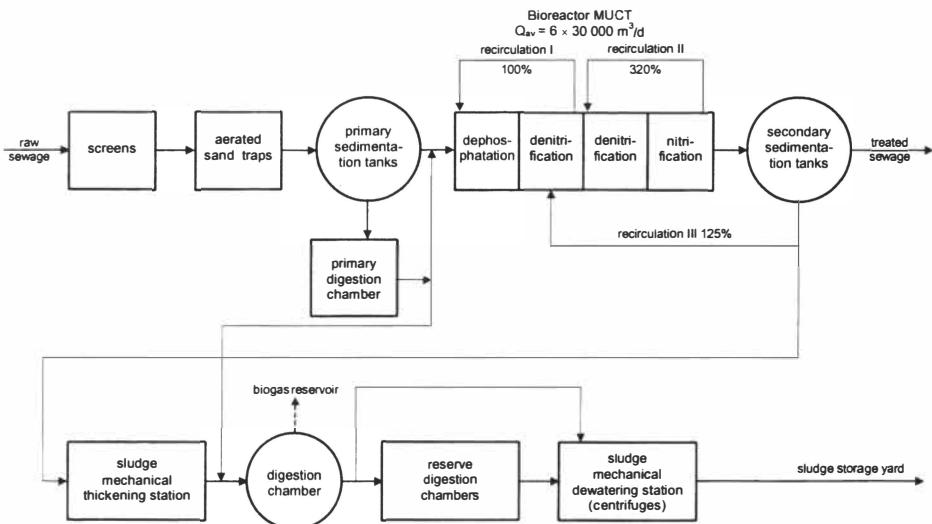 Bioreactor MUCT
Qav = 6 × 30 000 m³/d
recirculation I
100%
recirculation II
320%
raw
sewage
screens
aerated
sand traps
primary
sedimenta-
tion tanks
dephos-
phatation
denitri-
fication
denitri-
fication
nitri-
fication
secondary
sedimenta-
tion tanks
treated
sewage
recirculation III 125%
primary
digestion
chamber
biogas reservoir
sludge
mechanical
thickening station
digestion
chamber
reserve
digestion
chambers
sludge
mechanical
dewatering station
(centrifuges)
sludge storage yard